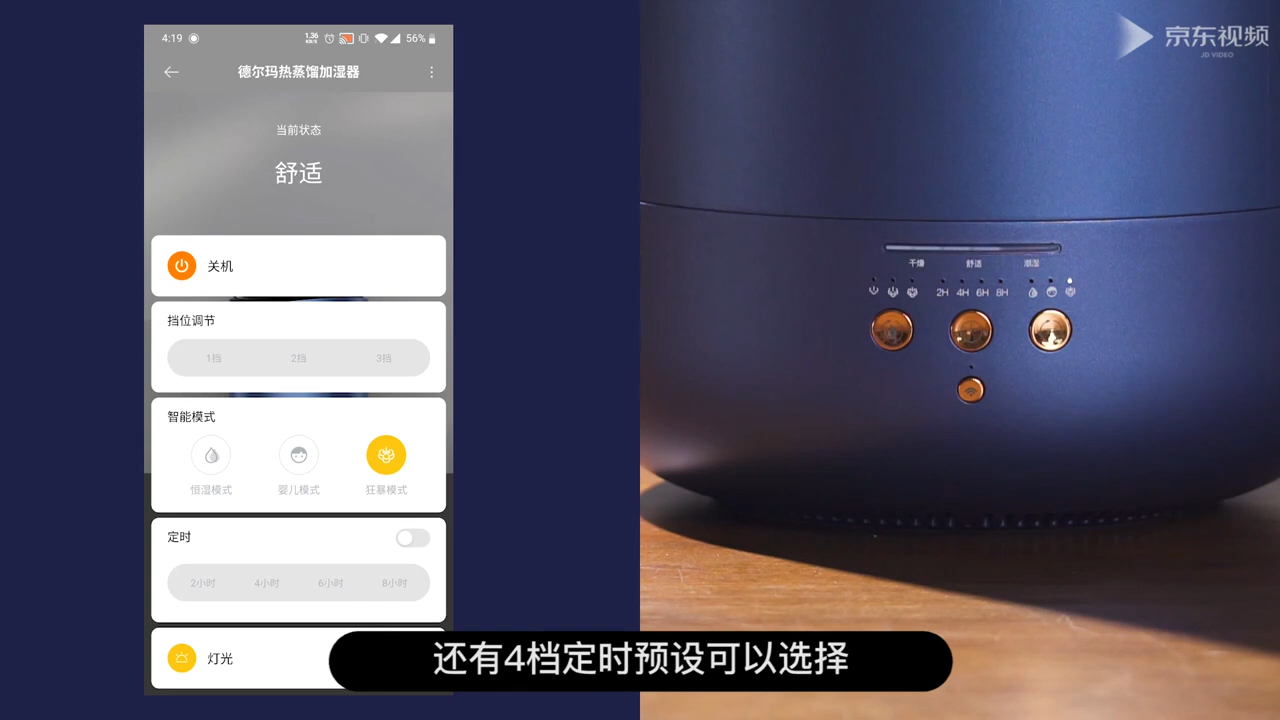 4:19
1.36
KB/S
56%
德尔玛热蒸馏加湿器
当前状态
舒适
关机
挡位调节
1挡 2挡 3挡
智能模式
恒湿模式 婴儿模式 狂暴模式
定时
2小时 4小时 6小时 8小时
灯光
京东视频
JD VIDEO
干燥 舒适 潮湿
2H 4H 6H 8H
还有4档定时预设可以选择